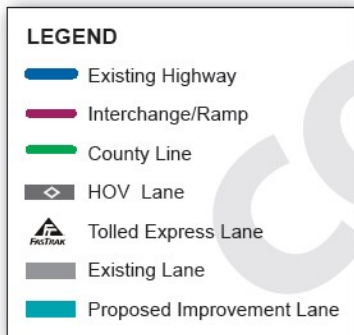 LEGEND
Existing Highway
Interchange/Ramp
County Line
HOV Lane
FASTRAK
Tolled Express Lane
Existing Lane
Proposed Improvement Lane